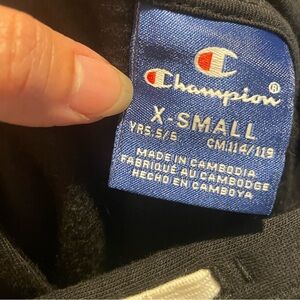 Champion®
X-SMALL
YRS.5/6 CM.114/119
MADE IN CAMBODIA
FABRIQUÉ AU CAMBODGE
HECHO EN CAMBOYA